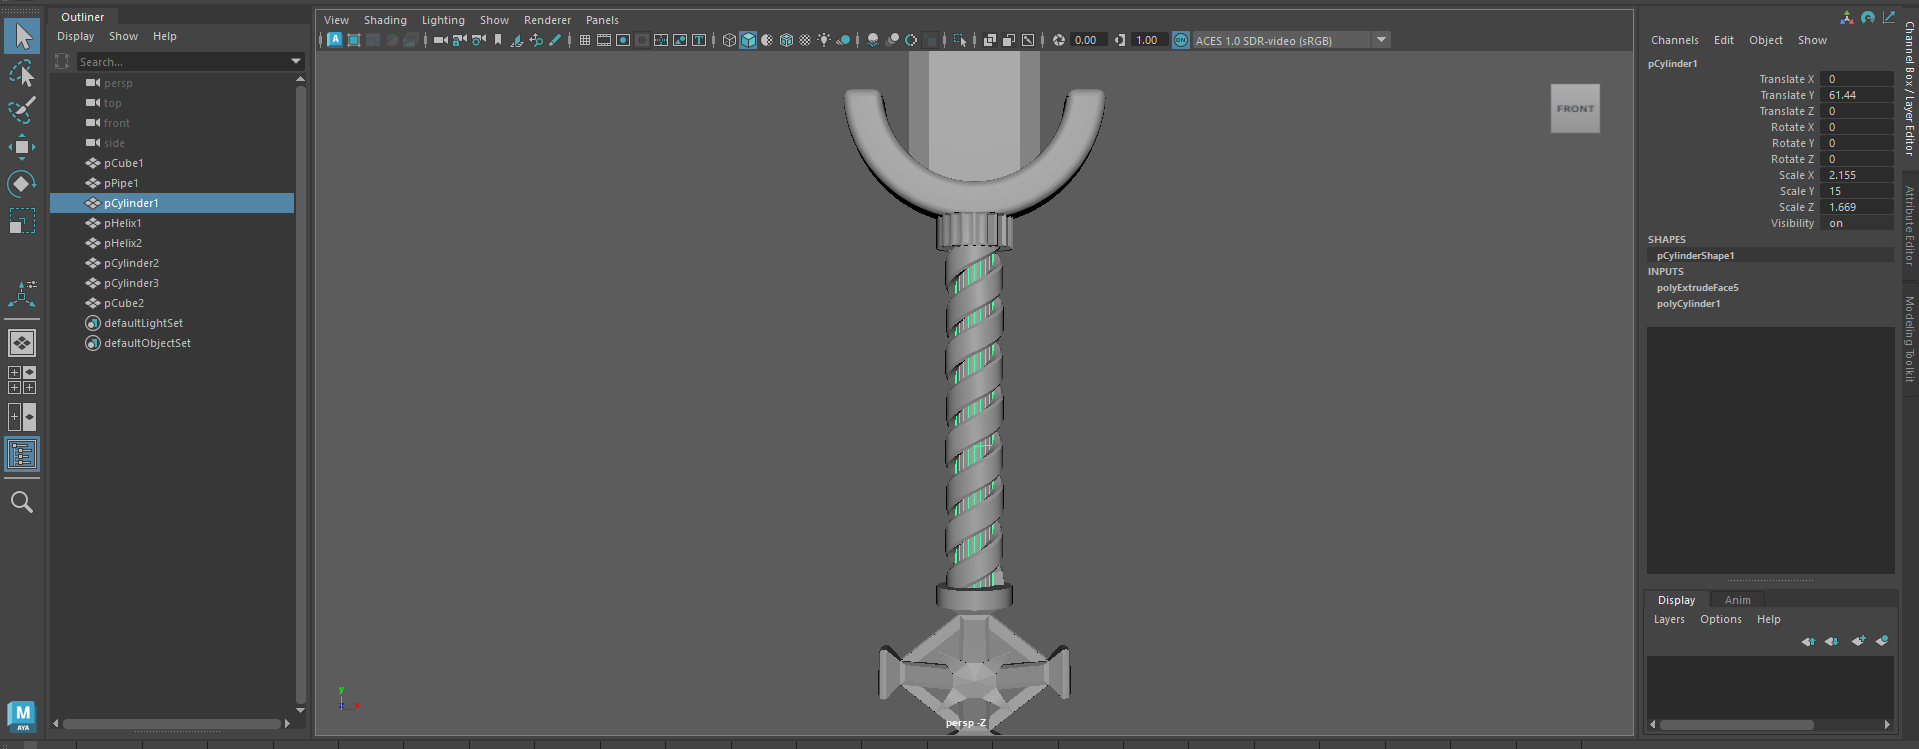 Outliner
Display Show Help
Search...
persp
top
front
side
pCube1
pPipe1
pCylinder1
pHelix1
pHelix2
pCylinder2
pCylinder3
pCube2
defaultLightSet
defaultObjectSet
M
AYA
View Shading Lighting Show Renderer Panels
A
T
0.00
1.00
ON
ACES 1.0 SDR-video (sRGB)
FRONT
y
z x
persp -Z
Channels Edit Object Show
pCylinder1
Translate X 0
Translate Y 61.44
Translate Z 0
Rotate X 0
Rotate Y 0
Rotate Z 0
Scale X 2.155
Scale Y 15
Scale Z 1.669
Visibility on
SHAPES
pCylinderShape1
INPUTS
polyExtrudeFace5
polyCylinder1
Display Anim
Layers Options Help
Channel Box / Layer Editor
Attribute Editor
Modeling Toolkit